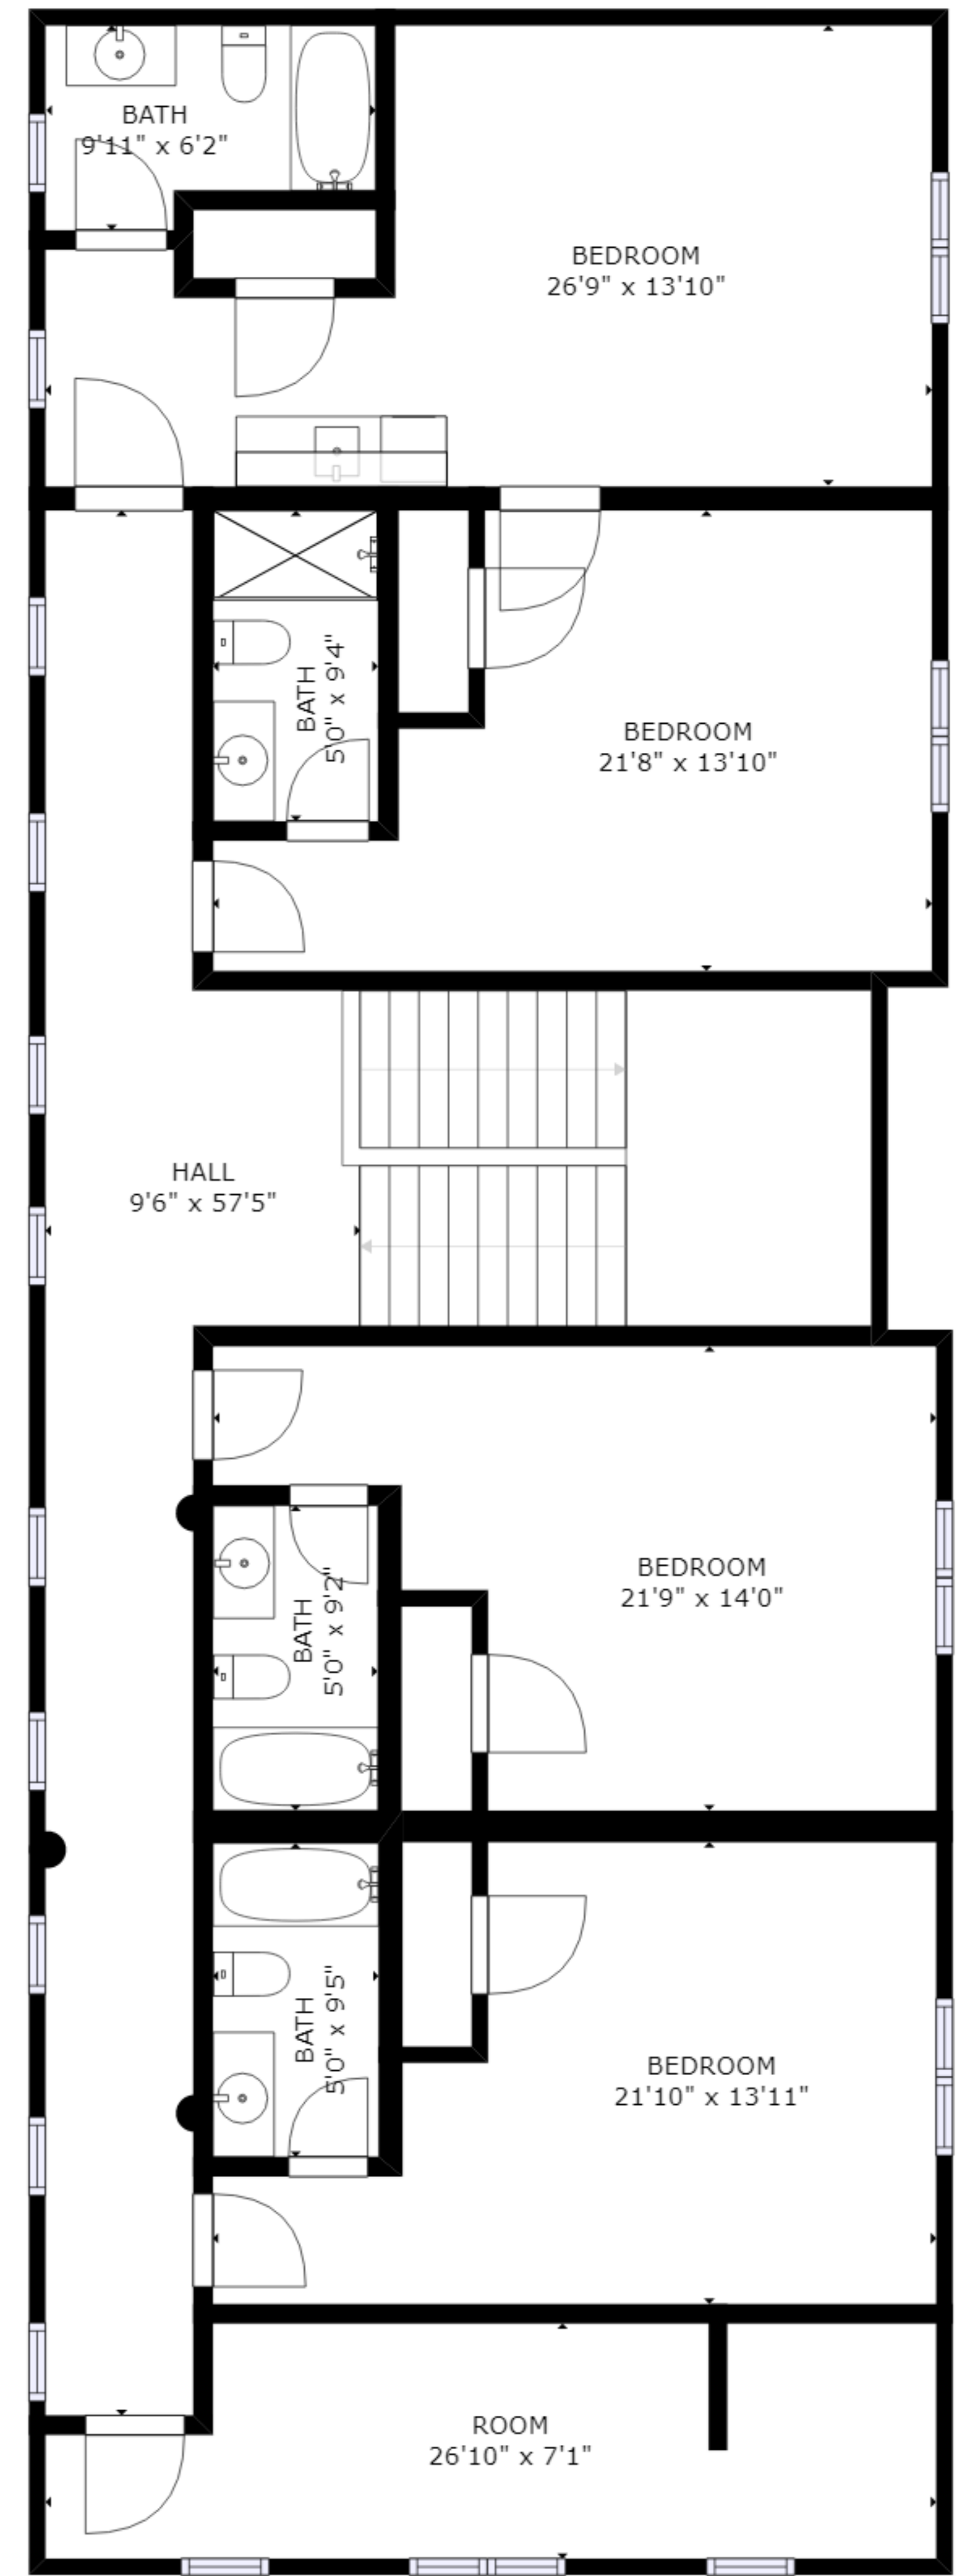 BATH
9'11" x 6'2"
BEDROOM
26'9" x 13'10"
BATH
5'0" x 9'4"
BEDROOM
21'8" x 13'10"
HALL
9'6" x 57'5"
BEDROOM
21'9" x 14'0"
BATH
5'0" x 9'2"
BATH
5'0" x 9'5"
BEDROOM
21'10" x 13'11"
ROOM
26'10" x 7'1"